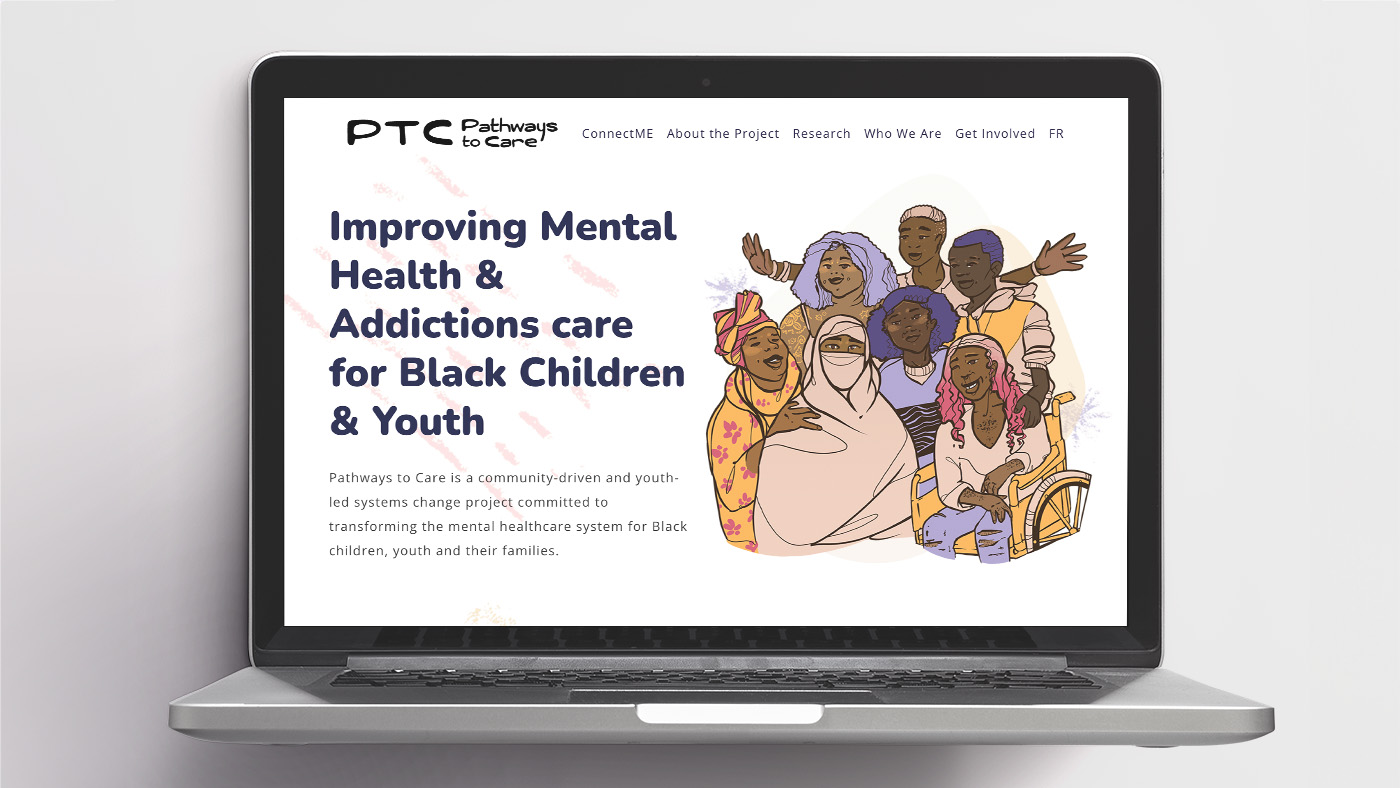 PTC Pathways to Care
ConnectME About the Project Research Who We Are Get Involved FR
Improving Mental
Health &
Addictions care
for Black Children
& Youth
Pathways to Care is a community-driven and youth-
led systems change project committed to
transforming the mental healthcare system for Black
children, youth and their families.